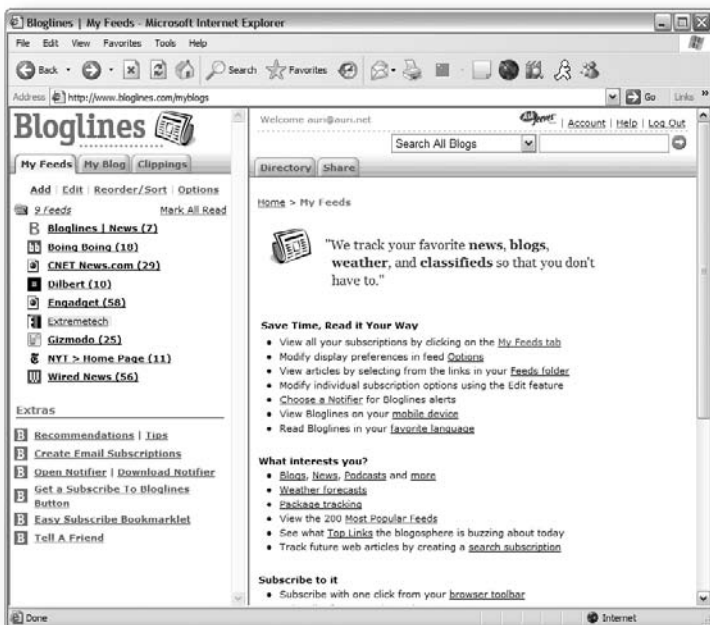 Bloglines | My Feeds - Microsoft Internet Explorer
File Edit View Favorites Tools Help
Back Search Favorites
Address http://www.bloglines.com/myblogs Go Links »
Bloglines
My Feeds My Blog Clippings
Add | Edit | Reorder/Sort | Options
9 Feeds Mark All Read
Bloglines | News (7)
Boing Boing (18)
CNET News.com (29)
Dilbert (10)
Engadget (58)
Extremetech
Gizmodo (25)
NYT > Home Page (11)
Wired News (56)
Extras
Recommendations | Tips
Create Email Subscriptions
Open Notifier | Download Notifier
Get a Subscribe To Bloglines
Button
Easy Subscribe Bookmarklet
Tell A Friend
Welcome auri@auri.net
| Account | Help | Log Out
Search All Blogs
Directory Share
Home > My Feeds
"We track your favorite news, blogs,
weather, and classifieds so that you don't
have to."
Save Time, Read it Your Way
• View all your subscriptions by clicking on the My Feeds tab
• Modify display preferences in feed Options
• View articles by selecting from the links in your Feeds folder
• Modify individual subscription options using the Edit feature
• Choose a Notifier for Bloglines alerts
• View Bloglines on your mobile device
• Read Bloglines in your favorite language
What interests you?
• Blogs, News, Podcasts and more
• Weather forecasts
• Package tracking
• View the 200 Most Popular Feeds
• See what Top Links the blogosphere is buzzing about today
• Track future web articles by creating a search subscription
Subscribe to it
• Subscribe with one click from your browser toolbar
Done Internet